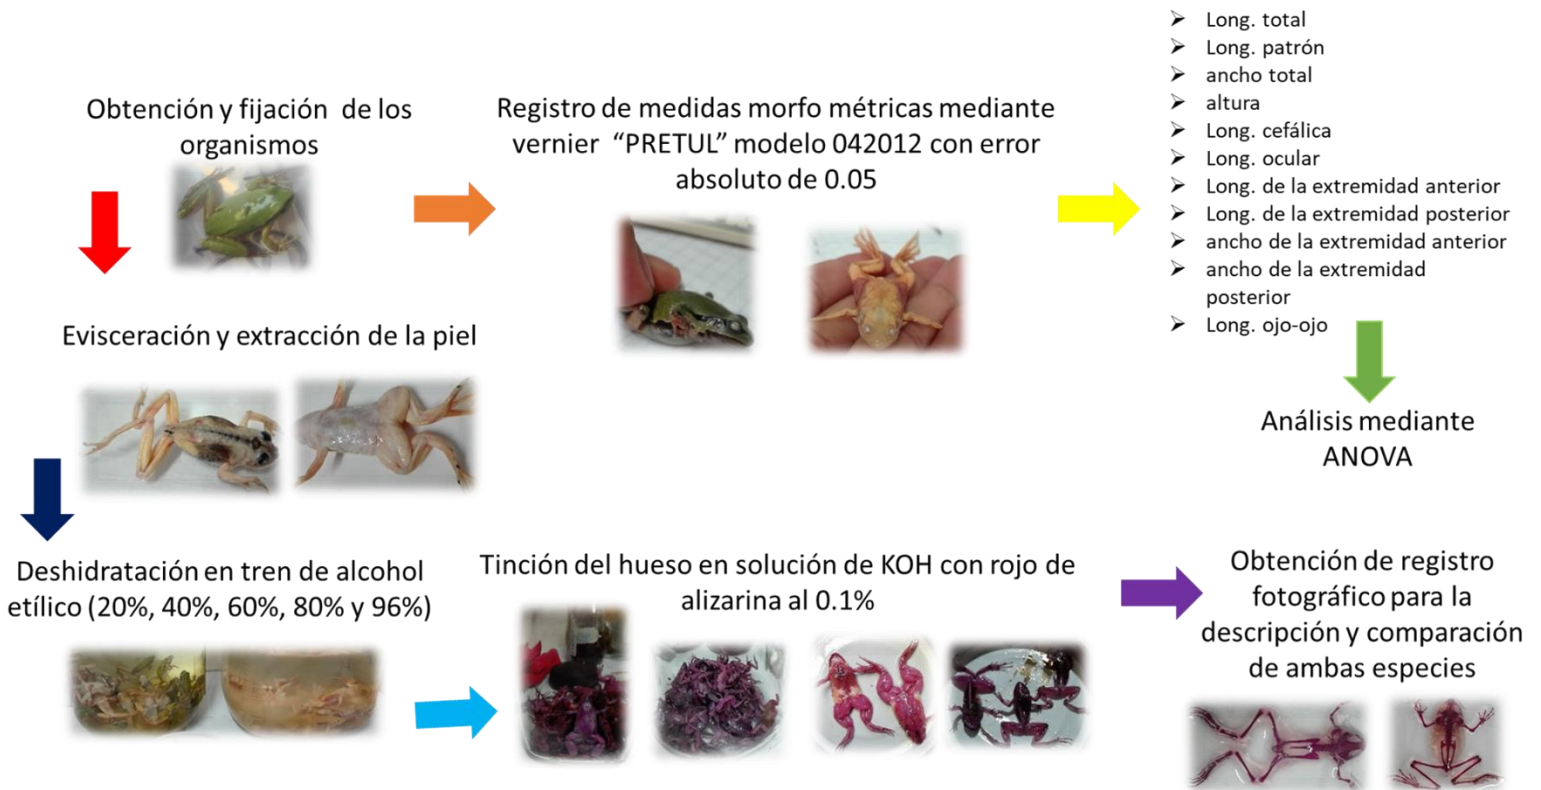 Obtención y fijación de los
organismos
Registro de medidas morfo métricas mediante
vernier “PRETUL” modelo 042012 con error
absoluto de 0.05
➢ Long. total
➢ Long. patrón
➢ ancho total
➢ altura
➢ Long. cefálica
➢ Long. ocular
➢ Long. de la extremidad anterior
➢ Long. de la extremidad posterior
➢ ancho de la extremidad anterior
➢ ancho de la extremidad
posterior
➢ Long. ojo-ojo
Análisis mediante
ANOVA
Evisceración y extracción de la piel
Deshidratación en tren de alcohol
etílico (20%, 40%, 60%, 80% y 96%)
Tinción del hueso en solución de KOH con rojo de
alizarina al 0.1%
Obtención de registro
fotográfico para la
descripción y comparación
de ambas especies